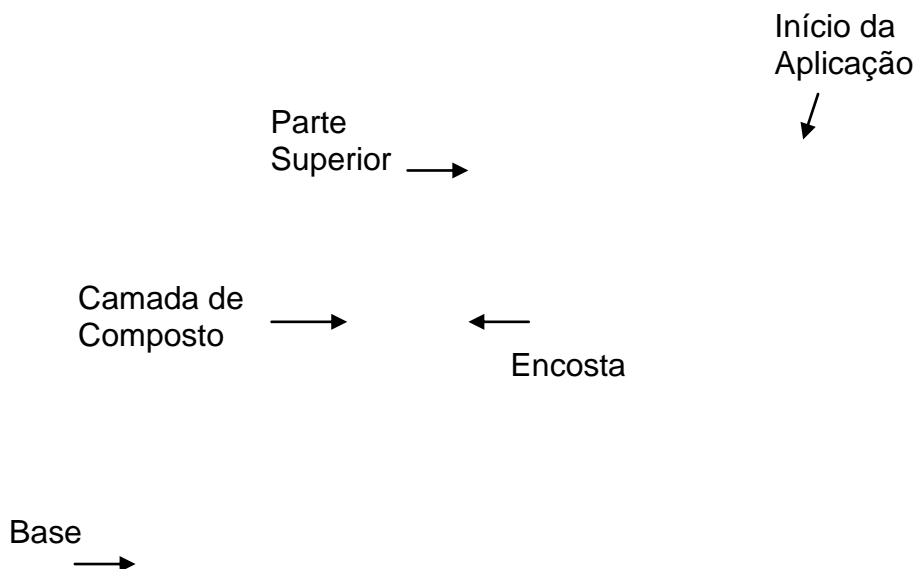 Início da
Aplicação
Parte
Superior
Camada de
Composto
Encosta
Base